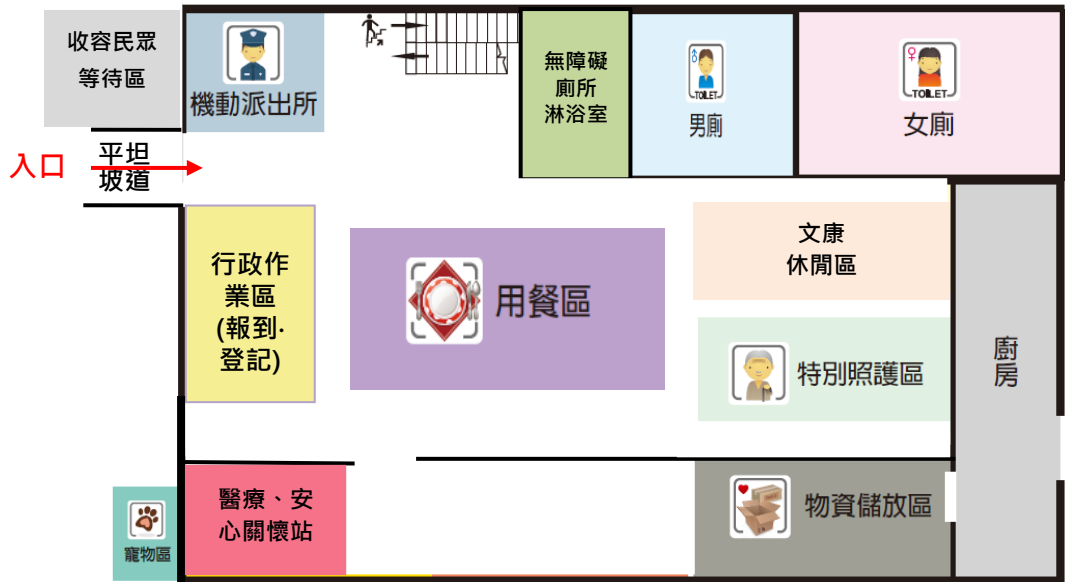 收容民眾
等待區
機動派出所
無障礙
廁所
淋浴室
♂
TOILET
男廁
♀
TOILET
女廁
入口
平坦
坡道
行政作
業區
(報到·
登記)
用餐區
文康
休閒區
特別照護區
廚
房
醫療、安
心關懷站
物資儲放區
寵物區